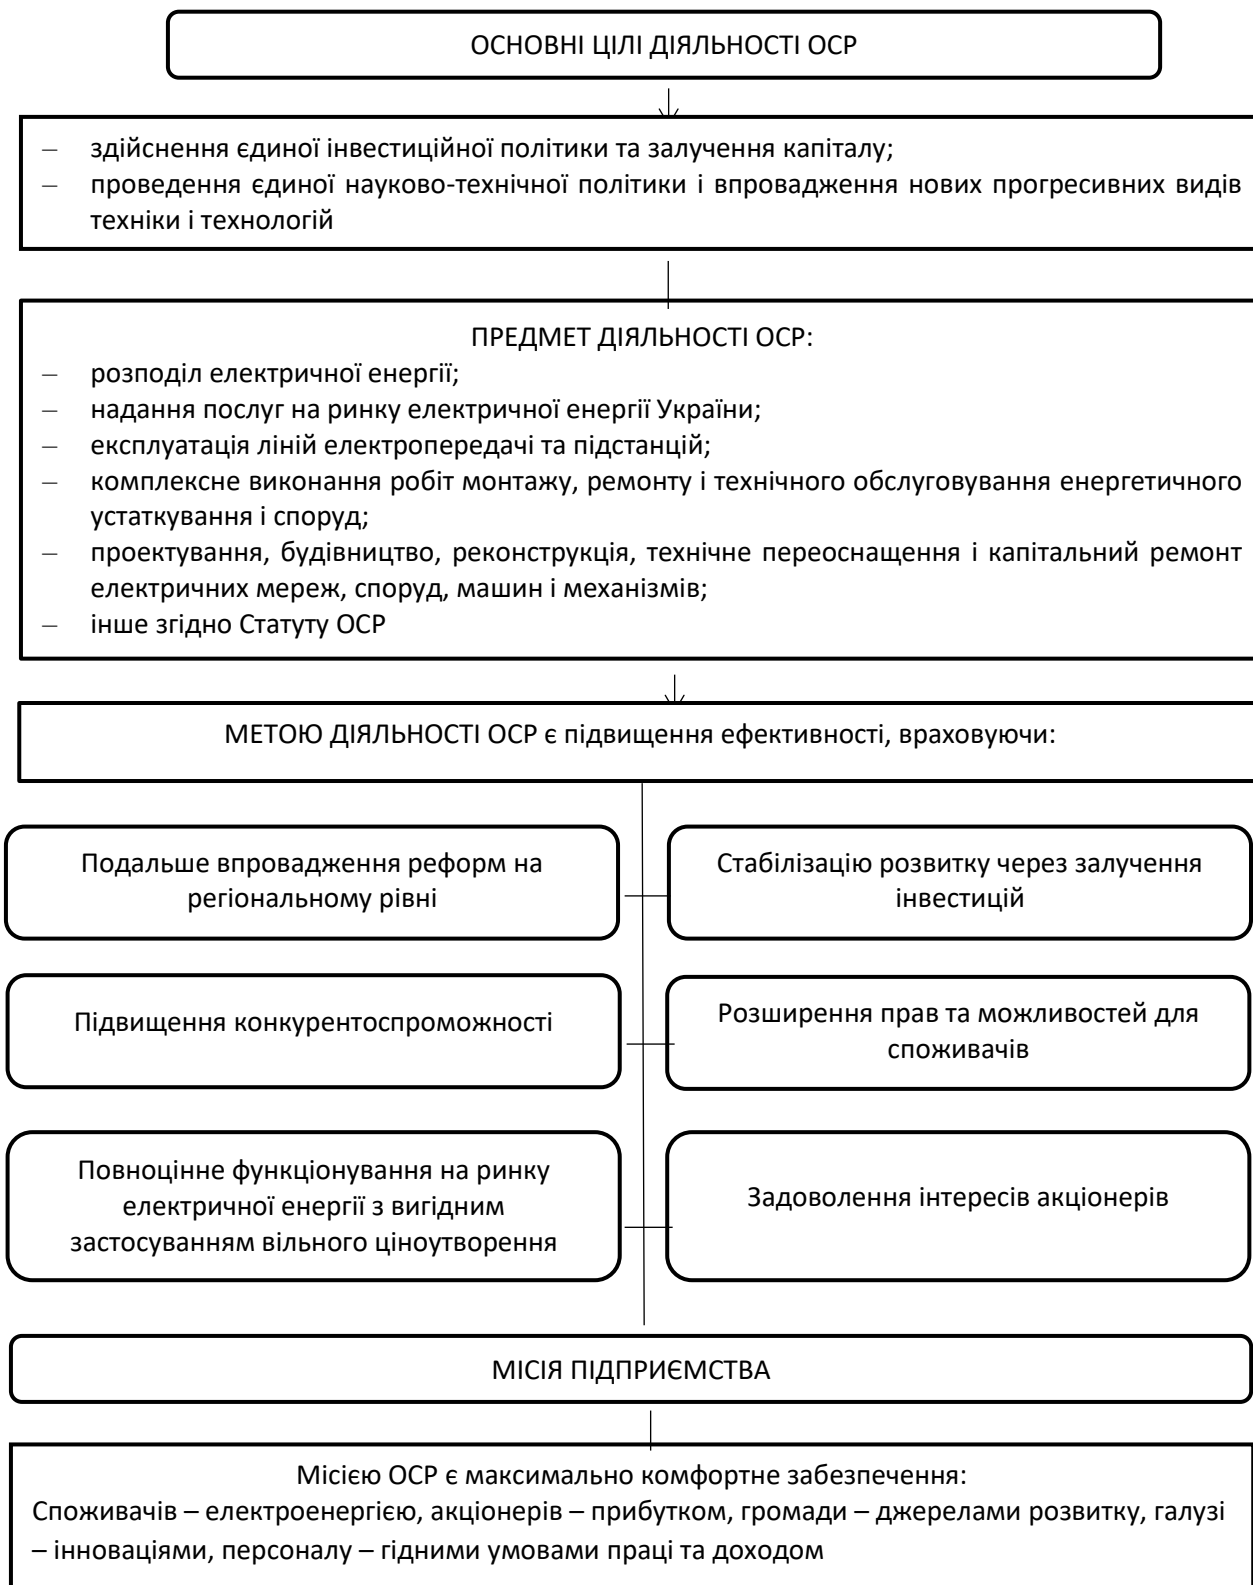 ОСНОВНІ ЦІЛІ ДІЯЛЬНОСТІ ОСР
– здійснення єдиної інвестиційної політики та залучення капіталу;
– проведення єдиної науково-технічної політики і впровадження нових прогресивних видів
техніки і технологій
ПРЕДМЕТ ДІЯЛЬНОСТІ ОСР:
– розподіл електричної енергії;
– надання послуг на ринку електричної енергії України;
– експлуатація ліній електропередачі та підстанцій;
– комплексне виконання робіт монтажу, ремонту і технічного обслуговування енергетичного
устаткування і споруд;
– проектування, будівництво, реконструкція, технічне переоснащення і капітальний ремонт
електричних мереж, споруд, машин і механізмів;
– інше згідно Статуту ОСР
МЕТОЮ ДІЯЛЬНОСТІ ОСР є підвищення ефективності, враховуючи:
Подальше впровадження реформ на
регіональному рівні
Стабілізацію розвитку через залучення
інвестицій
Підвищення конкурентоспроможності
Розширення прав та можливостей для
споживачів
Повноцінне функціонування на ринку
електричної енергії з вигідним
застосуванням вільного ціноутворення
Задоволення інтересів акціонерів
МІСІЯ ПІДПРИЄМСТВА
Місією ОСР є максимально комфортне забезпечення:
Споживачів – електроенергією, акціонерів – прибутком, громади – джерелами розвитку, галузі
– інноваціями, персоналу – гідними умовами праці та доходом